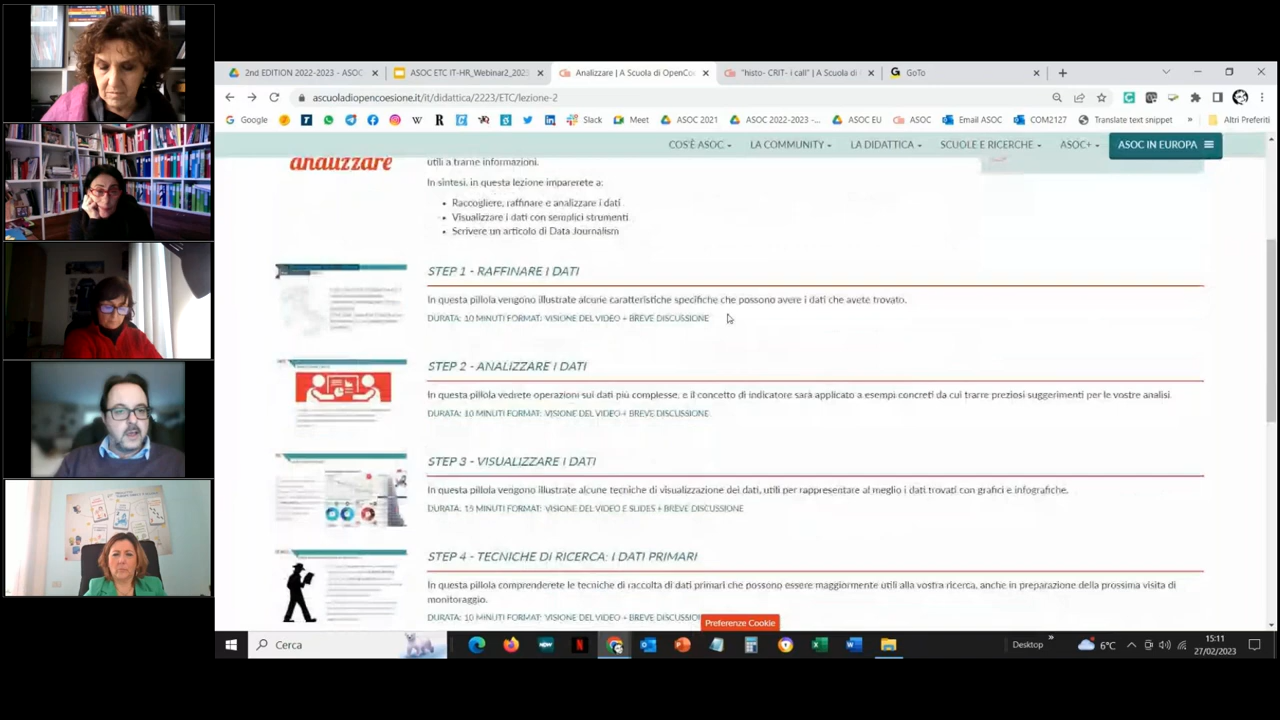 2nd EDITION 2022-2023 - ASOC
ASOC ETC IT-HR_Webinar2_2023
Analizzare | A Scuola di OpenCoe
"histo- CRIT- i call" | A Scuola di
GoTo
ascuoladiopencoesione.it/it/didattica/2223/ETC/lezione-2
Google
Slack
Meet
ASOC 2021
ASOC 2022-2023
ASOC EU
ASOC
Email ASOC
COM2127
Translate text snippet
Altri Preferiti
COS'È ASOC
LA COMMUNITY
LA DIDATTICA
SCUOLE E RICERCHE
ASOC+
ASOC IN EUROPA
analizzare
utili a trarne informazioni.
In sintesi, in questa lezione imparerete a:
Raccogliere, raffinare e analizzare i dati
Visualizzare i dati con semplici strumenti
Scrivere un articolo di Data Journalism
STEP 1 - RAFFINARE I DATI
In questa pillola vengono illustrate alcune caratteristiche specifiche che possono avere i dati che avete trovato.
DURATA: 10 MINUTI FORMAT: VISIONE DEL VIDEO + BREVE DISCUSSIONE
STEP 2 - ANALIZZARE I DATI
In questa pillola vedrete operazioni sui dati più complesse, e il concetto di indicatore sarà applicato a esempi concreti da cui trarre preziosi suggerimenti per le vostre analisi.
DURATA: 10 MINUTI FORMAT: VISIONE DEL VIDEO + BREVE DISCUSSIONE
STEP 3 - VISUALIZZARE I DATI
In questa pillola vengono illustrate alcune tecniche di visualizzazione dei dati, utili per rappresentare al meglio i dati trovati con grafici e infografiche.
DURATA: 15 MINUTI FORMAT: VISIONE DEL VIDEO E SLIDES + BREVE DISCUSSIONE
STEP 4 - TECNICHE DI RICERCA: I DATI PRIMARI
In questa pillola comprenderete le tecniche di raccolta di dati primari che possono essere maggiormente utili alla vostra ricerca, anche in preparazione della prossima visita di
monitoraggio.
DURATA: 10 MINUTI FORMAT: VISIONE DEL VIDEO + BREVE DISCUSSION
Preferenze Cookie
Cerca
Desktop
6°C
15:11
27/02/2023